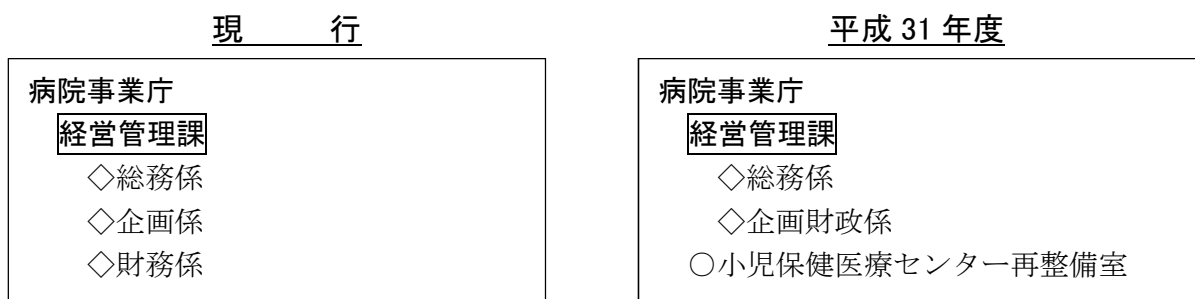 現　　行
病院事業庁
経営管理課
◇総務係
◇企画係
◇財務係
平成 31 年度
病院事業庁
経営管理課
◇総務係
◇企画財政係
○小児保健医療センター再整備室